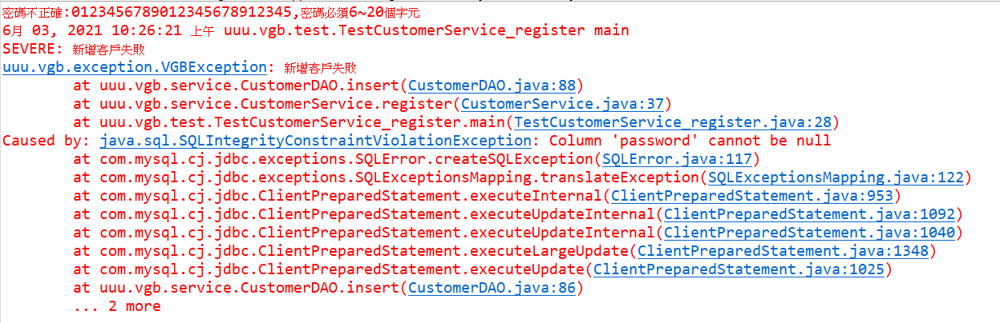 密碼不正確:0123456789012345678912345,密碼必須6~20個字元
6月 03, 2021 10:26:21 上午 uuu.vgb.test.TestCustomerService_register main
SEVERE: 新增客戶失敗
uuu.vgb.exception.VGBException: 新增客戶失敗
at uuu.vgb.service.CustomerDAO.insert(CustomerDAO.java:88)
at uuu.vgb.service.CustomerService.register(CustomerService.java:37)
at uuu.vgb.test.TestCustomerService_register.main(TestCustomerService_register.java:28)
Caused by: java.sql.SQLIntegrityConstraintViolationException: Column 'password' cannot be null
at com.mysql.cj.jdbc.exceptions.SQLError.createSQLException(SQLError.java:117)
at com.mysql.cj.jdbc.exceptions.SQLExceptionsMapping.translateException(SQLExceptionsMapping.java:122)
at com.mysql.cj.jdbc.ClientPreparedStatement.executeInternal(ClientPreparedStatement.java:953)
at com.mysql.cj.jdbc.ClientPreparedStatement.executeUpdateInternal(ClientPreparedStatement.java:1092)
at com.mysql.cj.jdbc.ClientPreparedStatement.executeUpdateInternal(ClientPreparedStatement.java:1040)
at com.mysql.cj.jdbc.ClientPreparedStatement.executeLargeUpdate(ClientPreparedStatement.java:1348)
at com.mysql.cj.jdbc.ClientPreparedStatement.executeUpdate(ClientPreparedStatement.java:1025)
at uuu.vgb.service.CustomerDAO.insert(CustomerDAO.java:86)
... 2 more